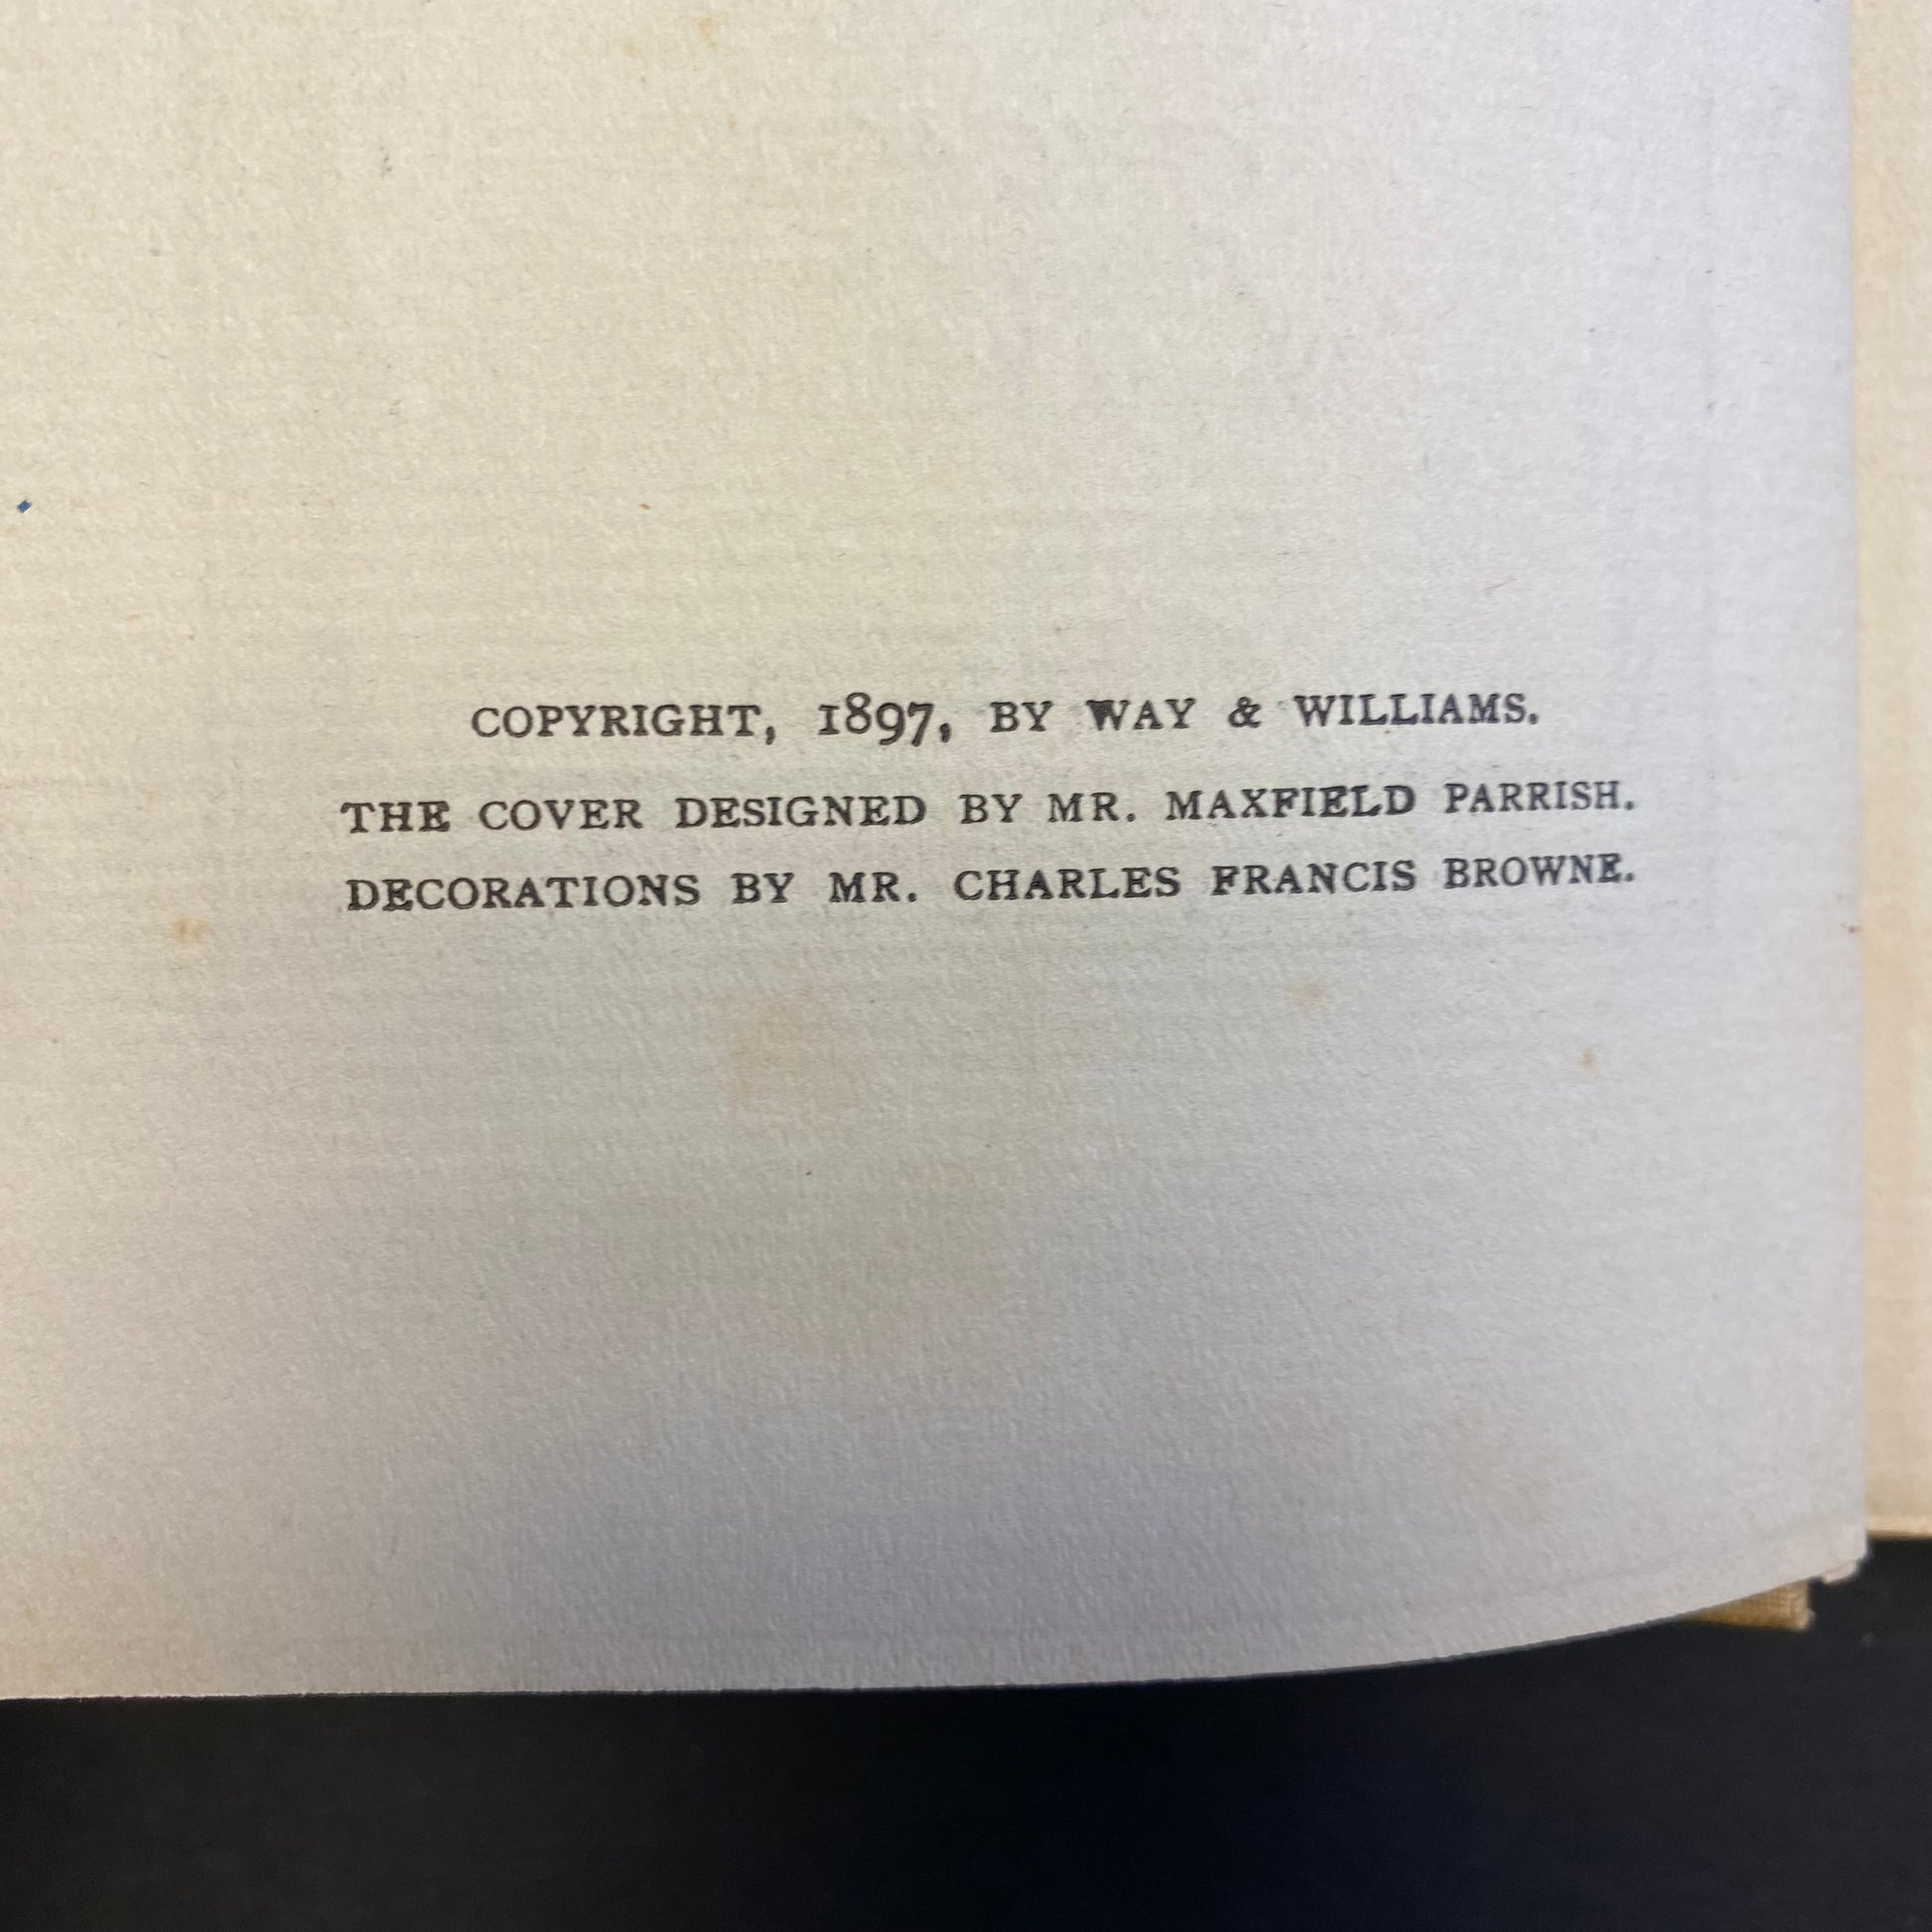 COPYRIGHT, 1897, BY WAY & WILLIAMS.
THE COVER DESIGNED BY MR. MAXFIELD PARRISH.
DECORATIONS BY MR. CHARLES FRANCIS BROWNE.